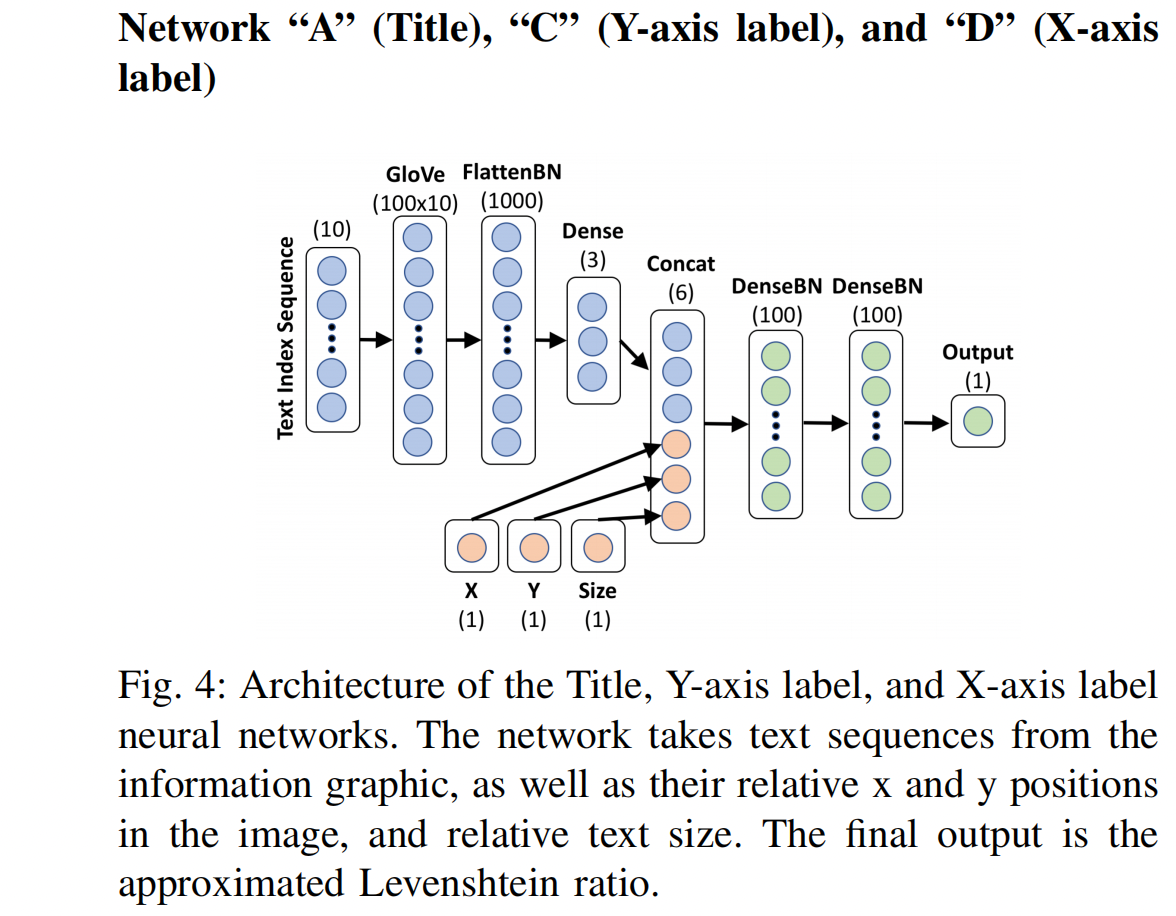 Network “A” (Title), “C” (Y-axis label), and “D” (X-axis
label)
GloVe
(100x10)
FlattenBN
(1000)
(10)
Text Index Sequence
Dense
(3)
Concat
(6)
DenseBN
(100)
DenseBN
(100)
Output
(1)
X
(1)
Y
(1)
Size
(1)
Fig. 4: Architecture of the Title, Y-axis label, and X-axis label
neural networks. The network takes text sequences from the
information graphic, as well as their relative x and y positions
in the image, and relative text size. The final output is the
approximated Levenshtein ratio.